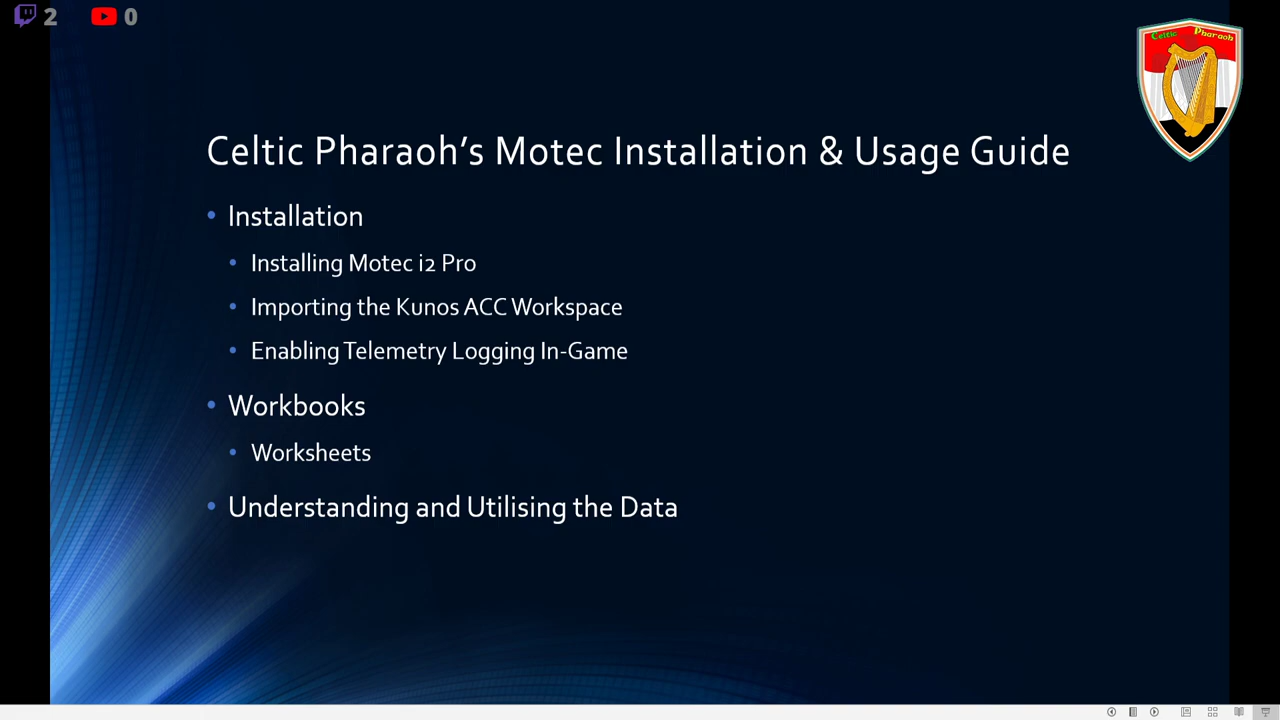 2 0
Celtic Pharaoh
Celtic Pharaoh’s Motec Installation & Usage Guide
• Installation
• Installing Motec i2 Pro
• Importing the Kunos ACC Workspace
• Enabling Telemetry Logging In-Game
• Workbooks
• Worksheets
• Understanding and Utilising the Data